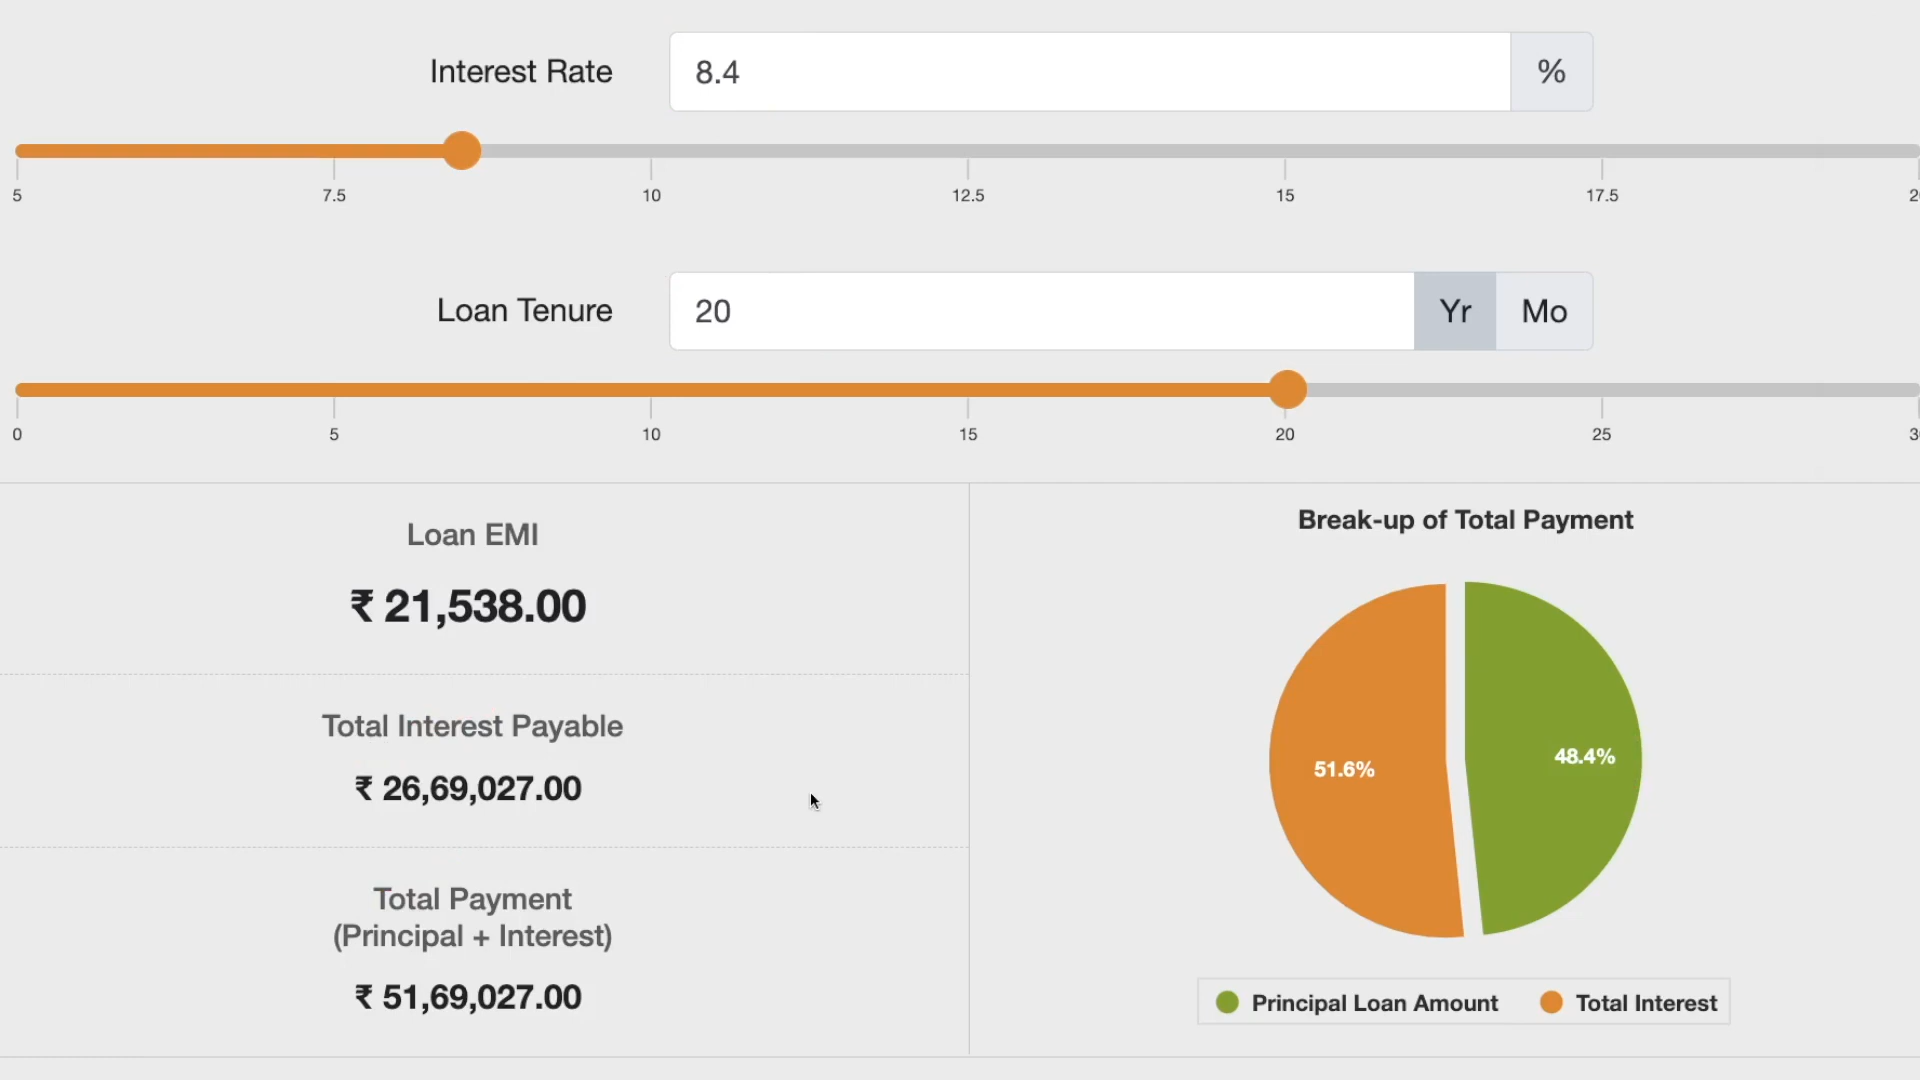 Interest Rate
8.4
%
5 7.5 10 12.5 15 17.5
Loan Tenure
20
Yr Mo
0 5 10 15 20 25
Loan EMI
₹ 21,538.00
Total Interest Payable
₹ 26,69,027.00
Total Payment
(Principal + Interest)
₹ 51,69,027.00
Break-up of Total Payment
51.6%
48.4%
Principal Loan Amount Total Interest